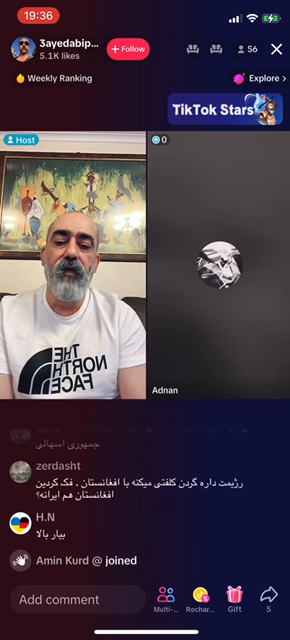 19:36
3ayedabip...
5.1K likes
+ Follow
56
Weekly Ranking
Explore >
TikTok Stars
Host
0
THE
NORTH
FACE
Adnan
جمهوری اسهالی
zerdasht
رژیمت داره گردن کلفتی میکنه با افغانستان . فک کردین
افغانستان هم ایرانه؟
H.N
بیار بالا
Amin Kurd @ joined
Add comment
Multi-...
Rechar...
Gift
5